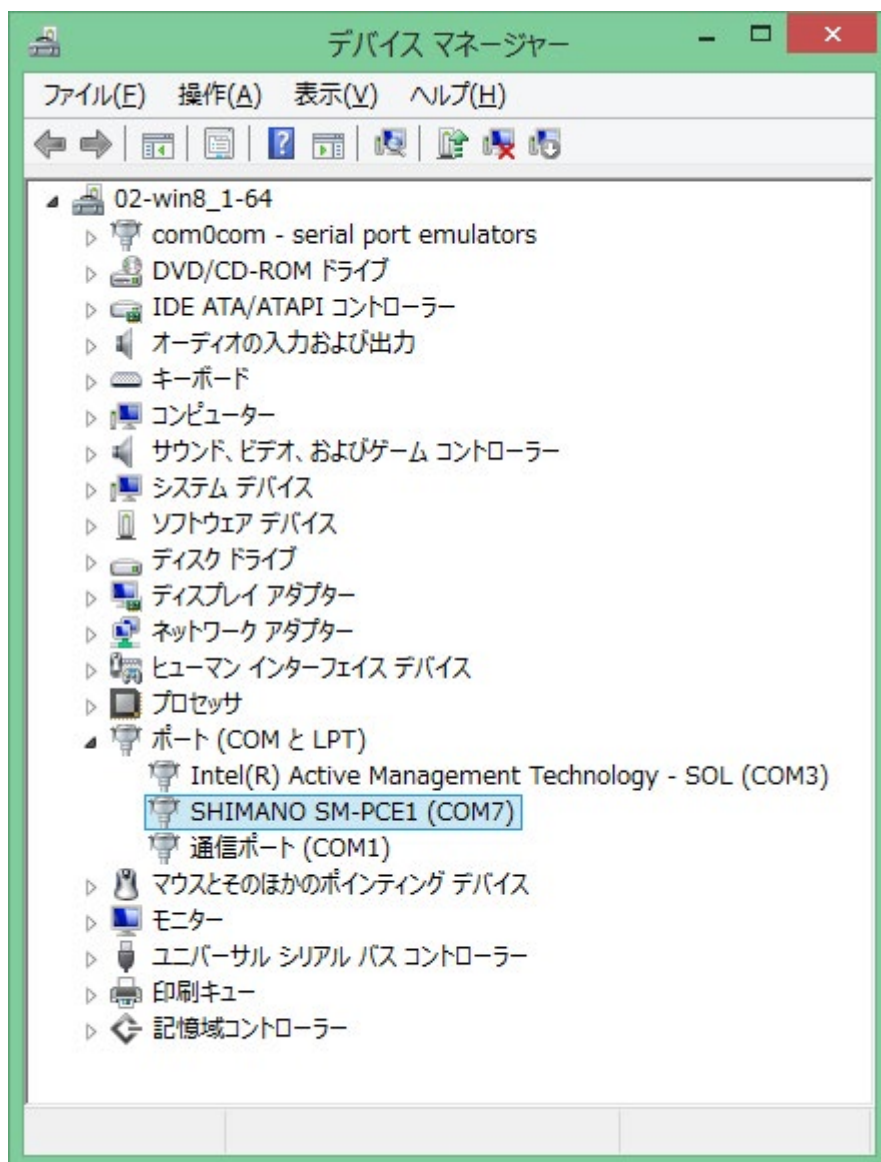 デバイス マネージャー
ファイル(F) 操作(A) 表示(V) ヘルプ(H)
02-win8_1-64
com0com - serial port emulators
DVD/CD-ROM ドライブ
IDE ATA/ATAPI コントローラー
オーディオの入力および出力
キーボード
コンピューター
サウンド、ビデオ、およびゲーム コントローラー
システム デバイス
ソフトウェア デバイス
ディスク ドライブ
ディスプレイ アダプター
ネットワーク アダプター
ヒューマン インターフェイス デバイス
プロセッサ
ポート (COM と LPT)
Intel(R) Active Management Technology - SOL (COM3)
SHIMANO SM-PCE1 (COM7)
通信ポート (COM1)
マウスとそのほかのポインティング デバイス
モニター
ユニバーサル シリアル バス コントローラー
印刷キュー
記憶域コントローラー